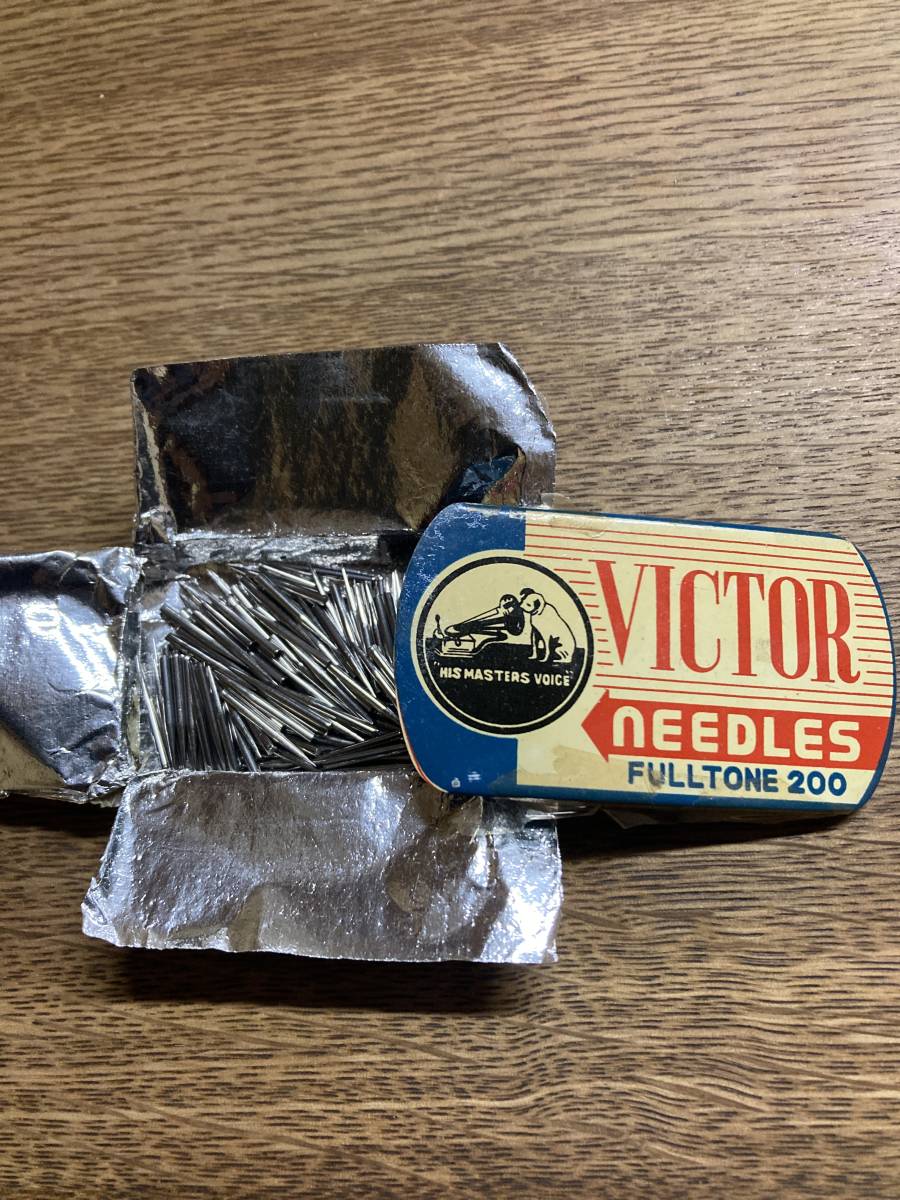 "HIS MASTERS VOICE"
VICTOR
NEEDLES
FULLTONE 200